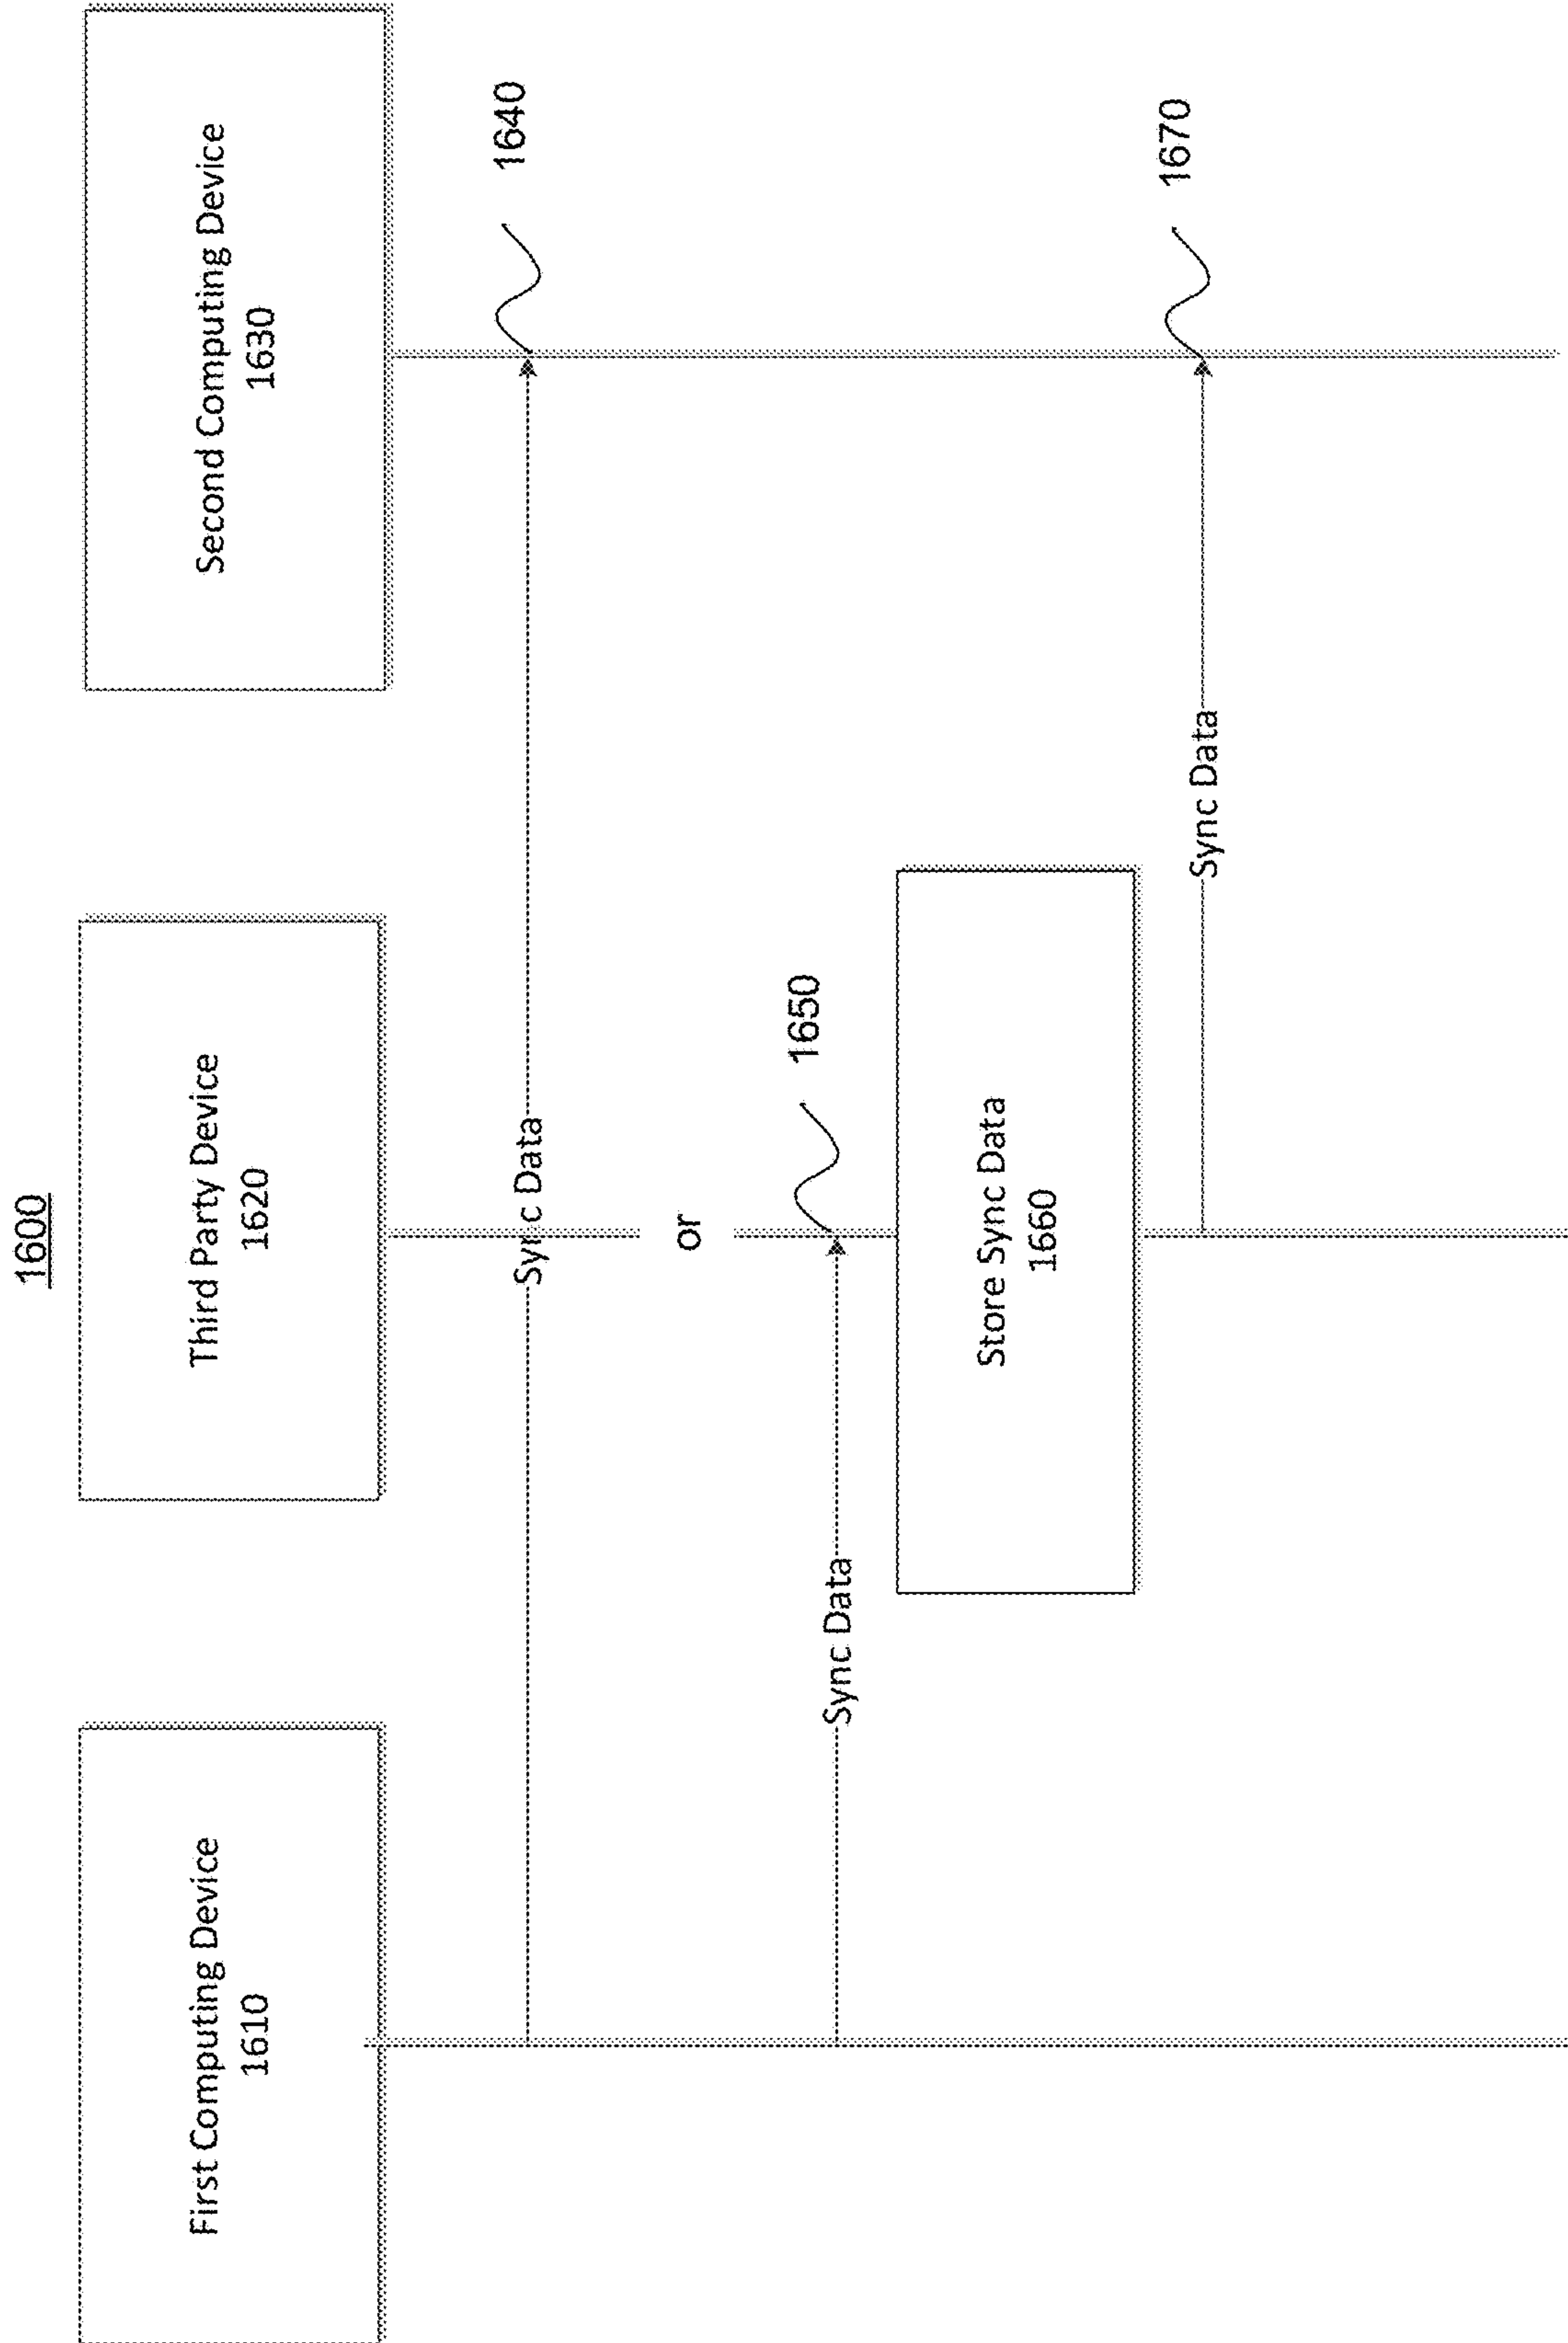 1600
First Computing Device
1610
Third Party Device
1620
Second Computing Device
1630
Sync Data
1640
or
Sync Data
1650
Store Sync Data
1660
Sync Data
1670